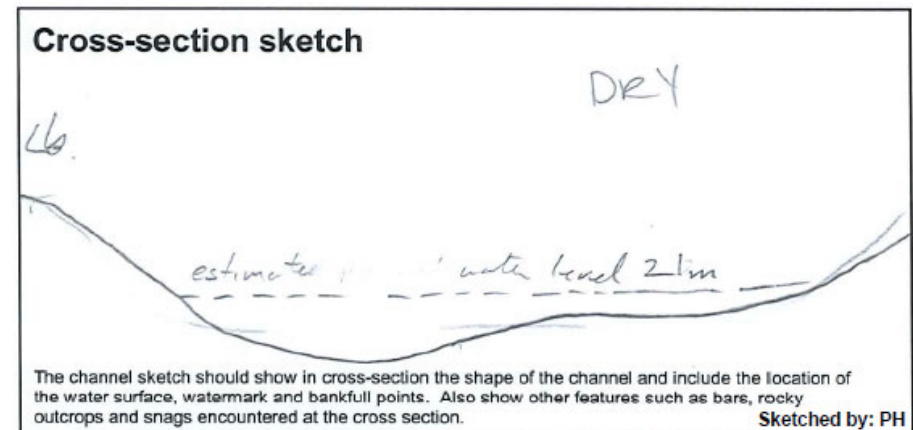 Cross-section sketch
DRY
Lb.
estimated water level 21m
The channel sketch should show in cross-section the shape of the channel and include the location of
the water surface, watermark and bankfull points. Also show other features such as bars, rocky
outcrops and snags encountered at the cross section.
Sketched by: PH